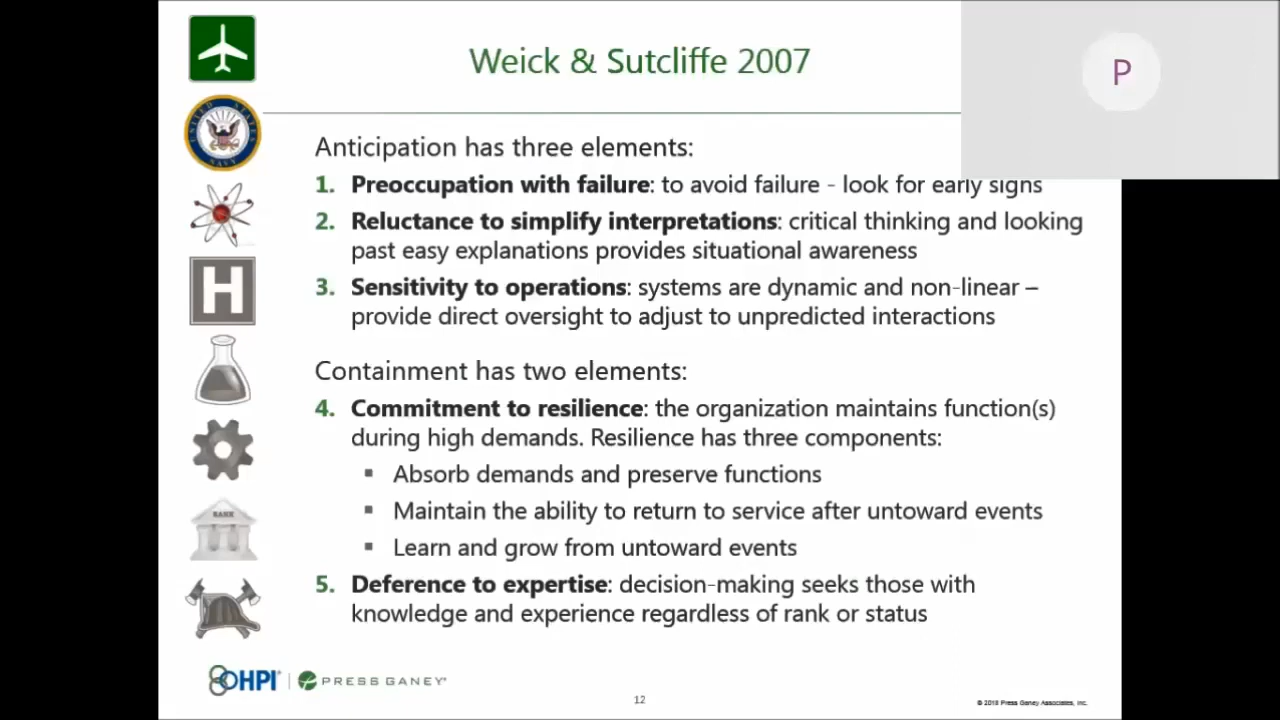 Weick & Sutcliffe 2007
P
UNITED STATES
NAVY
Anticipation has three elements:
1. Preoccupation with failure: to avoid failure - look for early signs
2. Reluctance to simplify interpretations: critical thinking and looking
past easy explanations provides situational awareness
3. Sensitivity to operations: systems are dynamic and non-linear –
provide direct oversight to adjust to unpredicted interactions
H
Containment has two elements:
4. Commitment to resilience: the organization maintains function(s)
during high demands. Resilience has three components:
▪ Absorb demands and preserve functions
▪ Maintain the ability to return to service after untoward events
▪ Learn and grow from untoward events
BANK
5. Deference to expertise: decision-making seeks those with
knowledge and experience regardless of rank or status
HPI® | PRESS GANEY®
12
© 2019 Press Ganey Associates, Inc.